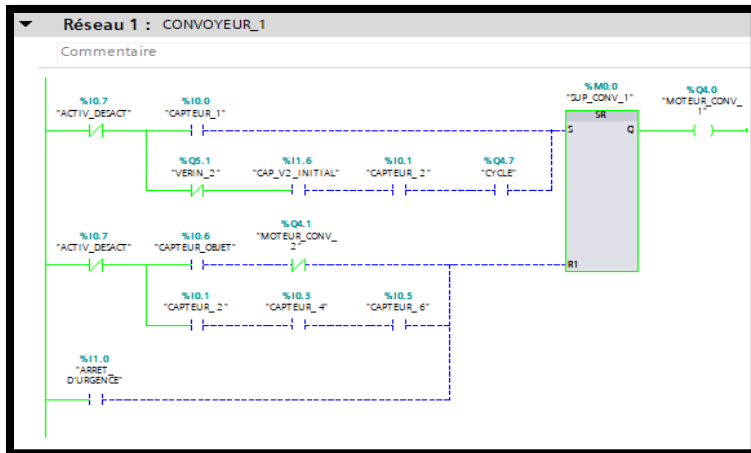 Réseau 1 : CONVOYEUR_1
Commentaire
%I0.7
"ACTIV_DESACT"
%I0.0
"CAPTEUR_1"
%M0.0
"SUP_CONV_1"
SR
S
Q
%Q4.0
"MOTEUR_CONV_
1"
%Q5.1
"VERIN_2"
%I1.6
"CAP_V2_INITIAL"
%I0.1
"CAPTEUR_2"
%Q4.7
"CYCLE"
%I0.7
"ACTIV_DESACT"
%I0.6
"CAPTEUR_OBJET"
%Q4.1
"MOTEUR_CONV_
2"
R1
%I0.1
"CAPTEUR_2"
%I0.3
"CAPTEUR_4"
%I0.5
"CAPTEUR_6"
%I1.0
"ARRET_
D'URGENCE"